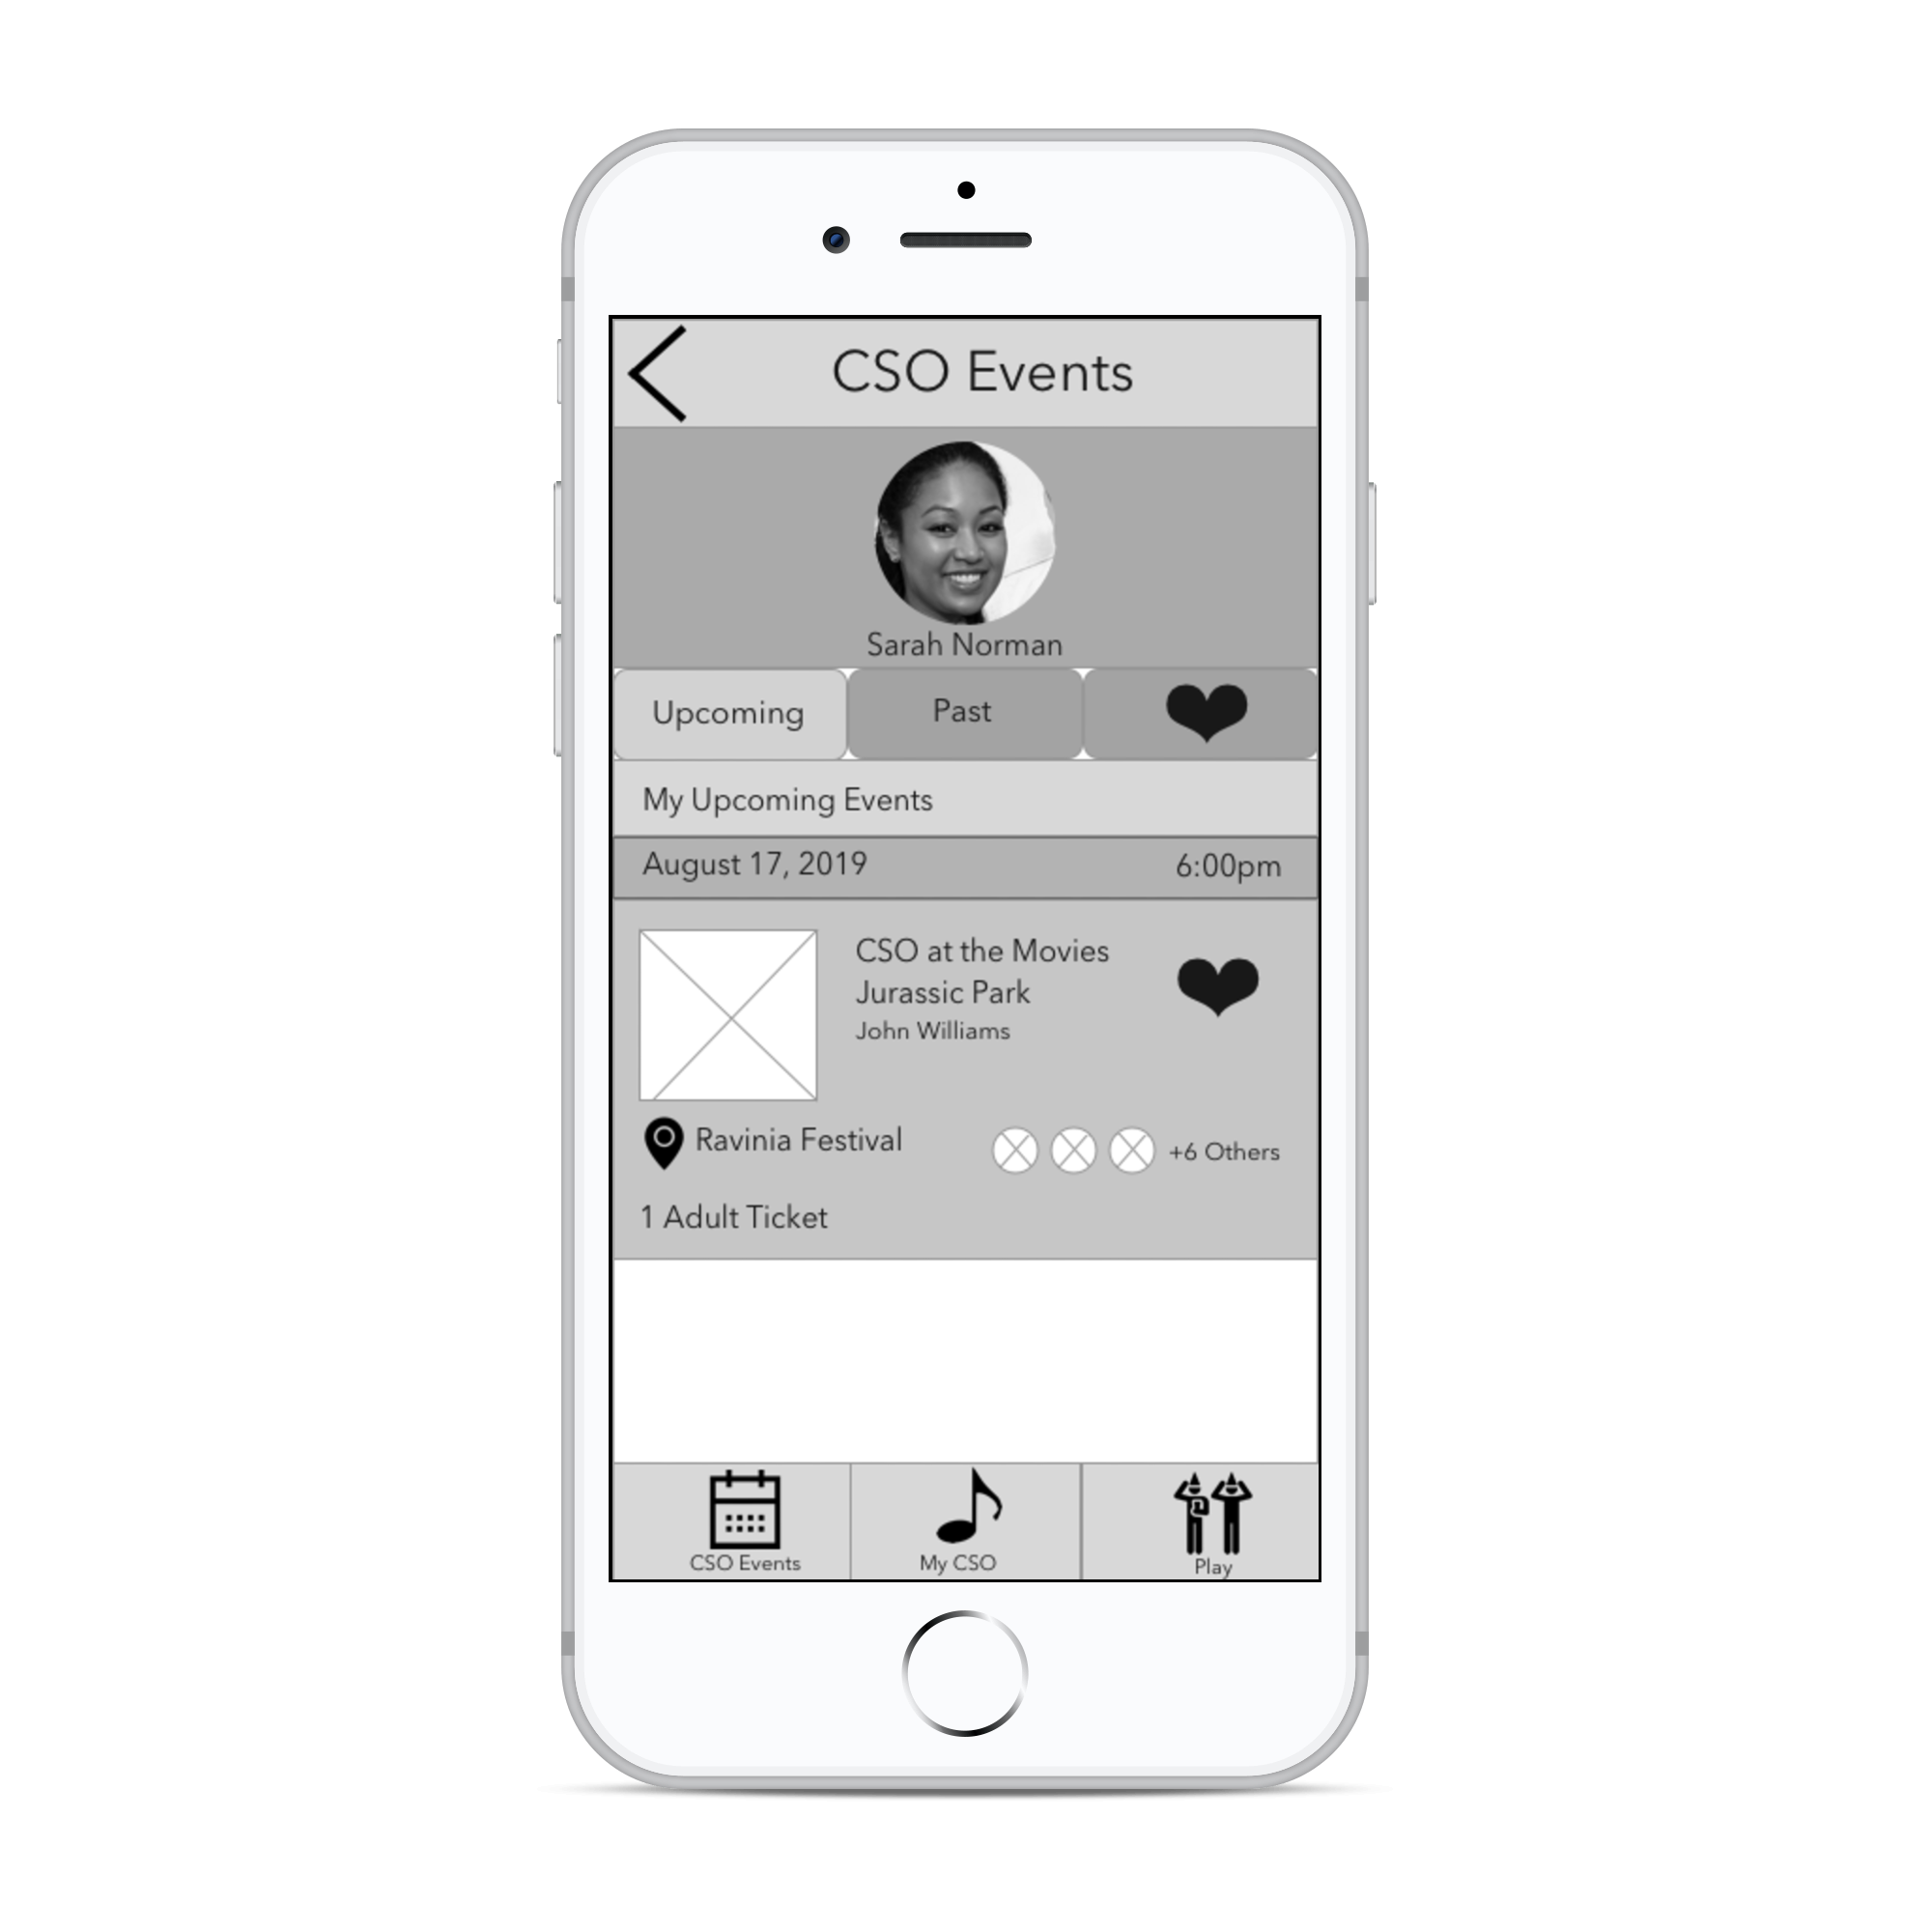 CSO Events
Sarah Norman
Upcoming
Past
My Upcoming Events
August 17, 2019
6:00pm
CSO at the Movies
Jurassic Park
John Williams
Ravinia Festival
+6 Others
1 Adult Ticket
CSO Events
My CSO
Play